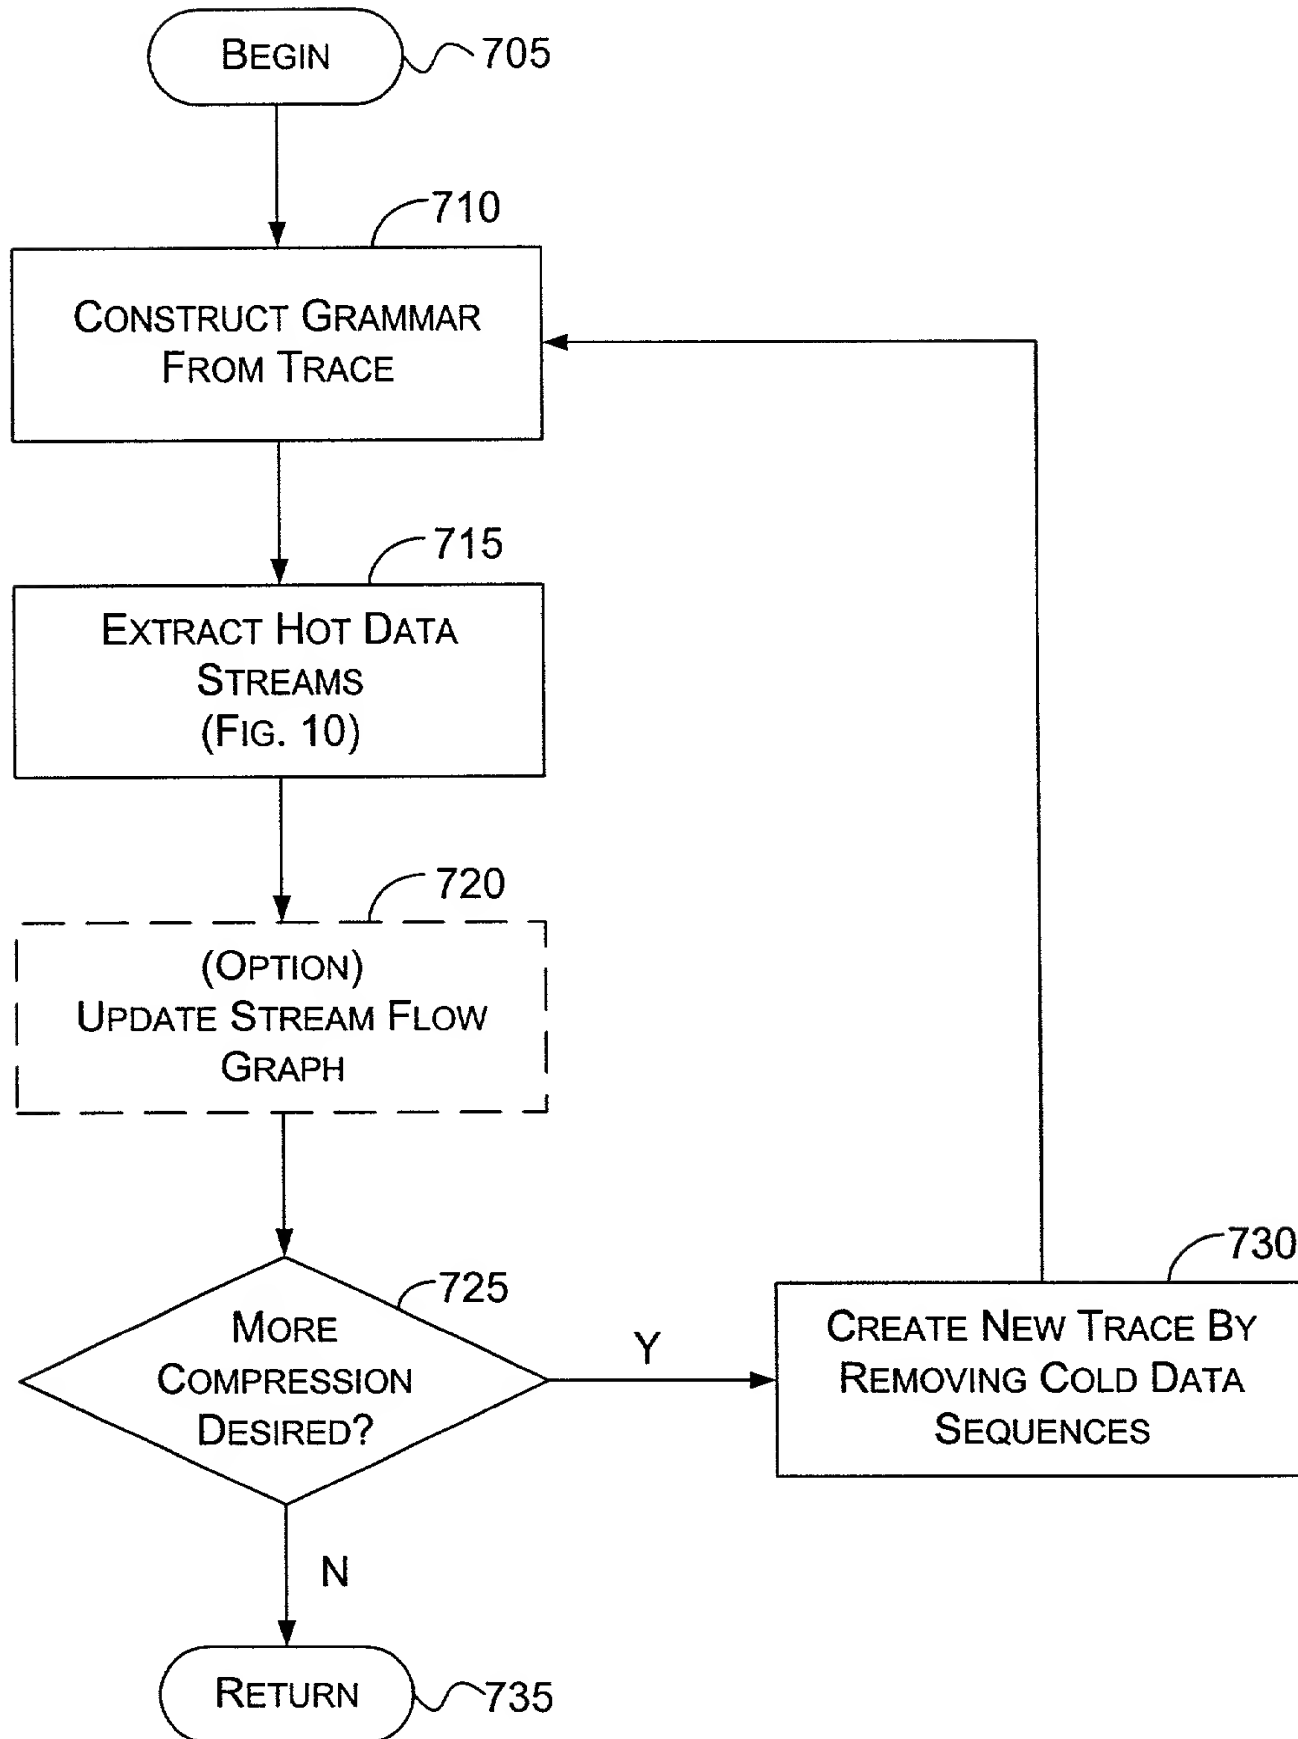 BEGIN
705
710
CONSTRUCT GRAMMAR
FROM TRACE
715
EXTRACT HOT DATA
STREAMS
(FIG. 10)
720
(OPTION)
UPDATE STREAM FLOW
GRAPH
725
MORE
COMPRESSION
DESIRED?
Y
730
CREATE NEW TRACE BY
REMOVING COLD DATA
SEQUENCES
N
RETURN
735